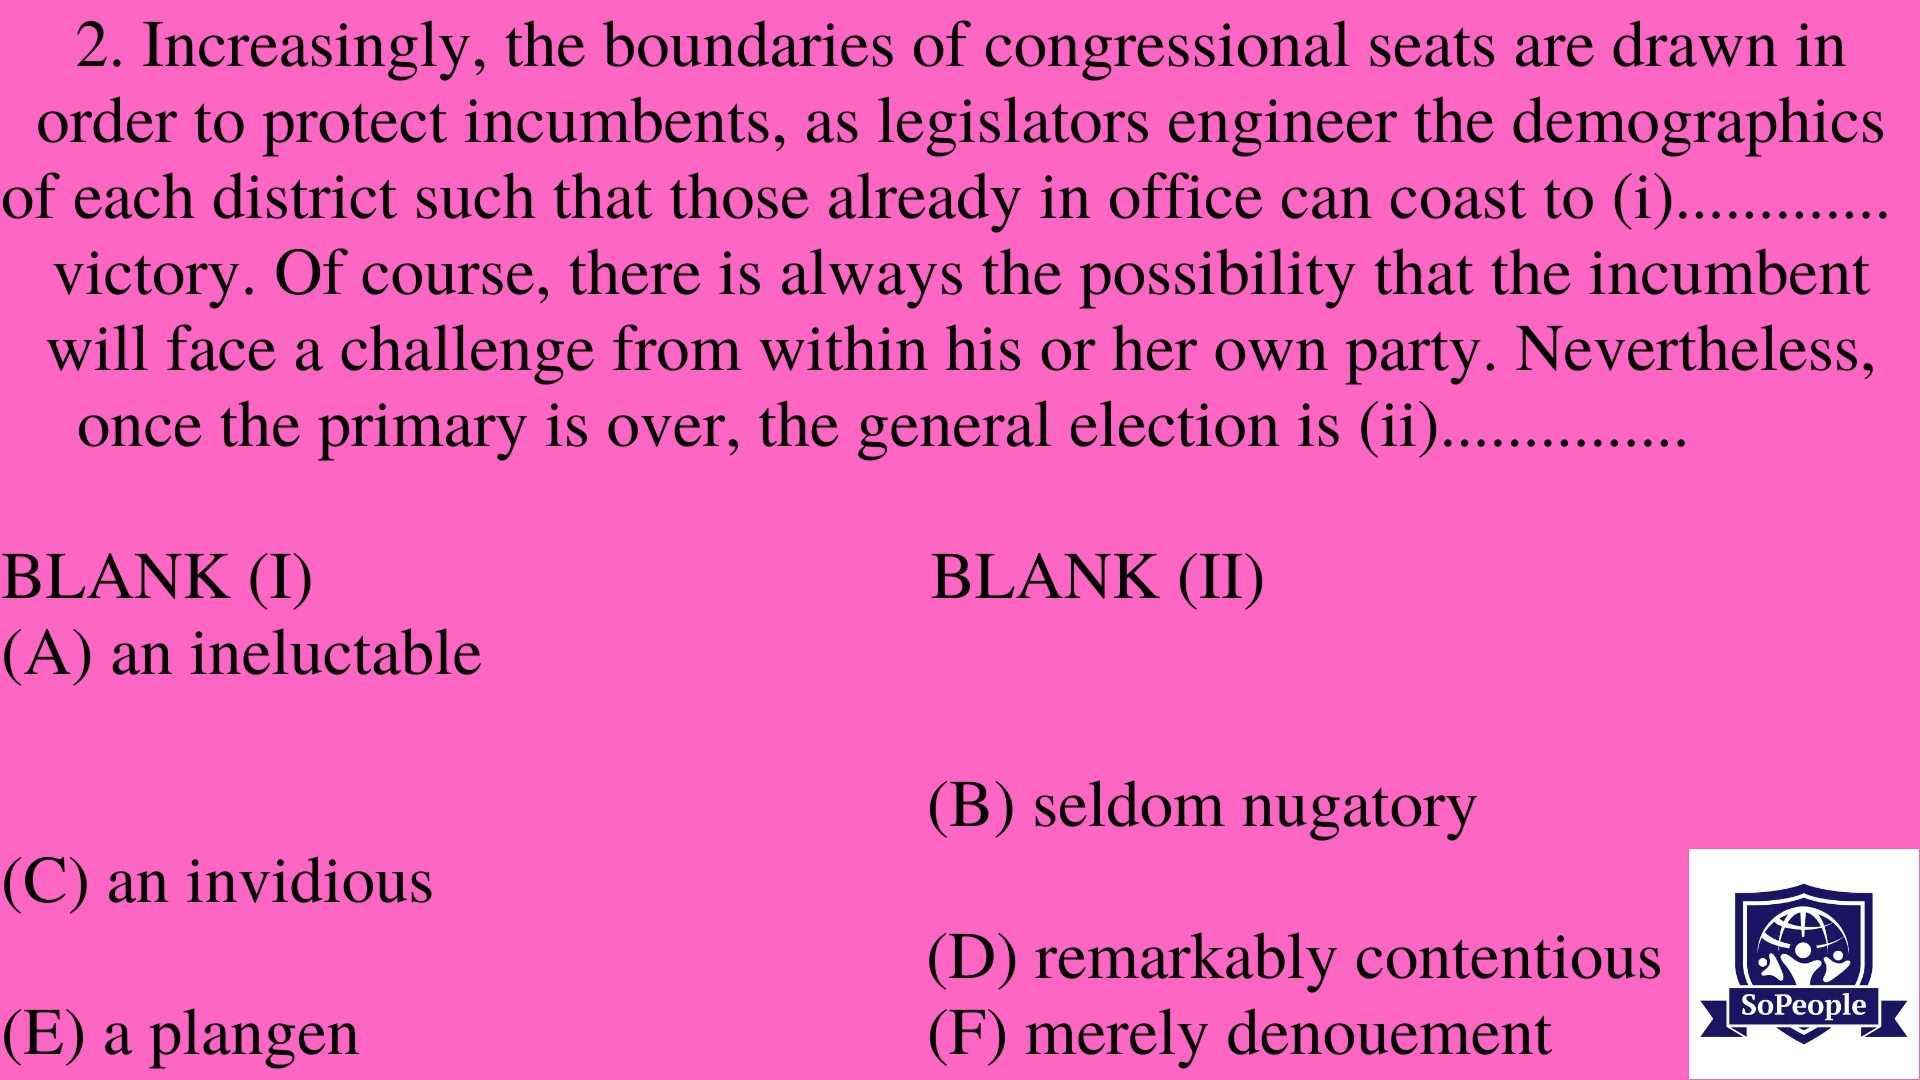 2. Increasingly, the boundaries of congressional seats are drawn in
order to protect incumbents, as legislators engineer the demographics
of each district such that those already in office can coast to (i).............
victory. Of course, there is always the possibility that the incumbent
will face a challenge from within his or her own party. Nevertheless,
once the primary is over, the general election is (ii)...............
BLANK (I) BLANK (II)
(A) an ineluctable
(B) seldom nugatory
(C) an invidious
(D) remarkably contentious
(E) a plangen (F) merely denouement
SoPeople